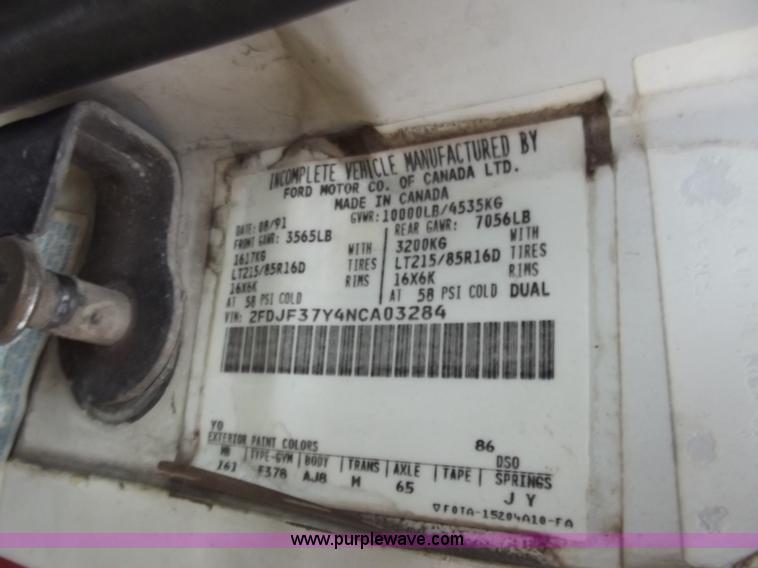 INCOMPLETE VEHICLE MANUFACTURED BY
FORD MOTOR CO. OF CANADA LTD.
MADE IN CANADA
DATE: 08/91 GVWR: 10000LB/4535KG
FRONT GAWR: 3565LB REAR GAWR: 7056LB
1617KG WITH 3200KG WITH
LT215/85R16D TIRES LT215/85R16D TIRES
16X6K RIMS 16X6K RIMS
AT 58 PSI COLD AT 58 PSI COLD DUAL
VIN: 2FDJF37Y4NCA03284
YO 86
EXTERIOR PAINT COLORS DSO
WB TYPE-GVW BODY TRANS AXLE TAPE SPRINGS
161 F378 AJ8 M 65 J Y
▽F0TA-15204A10-FA
www.purplewave.com